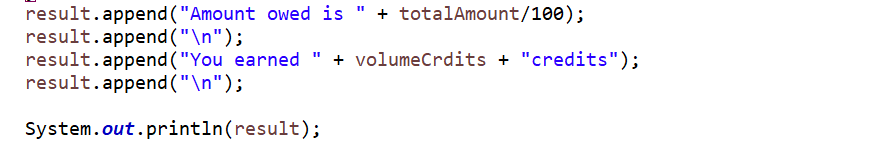 result.append("Amount owed is " + totalAmount/100);
result.append("\n");
result.append("You earned " + volumeCrdits + "credits");
result.append("\n");
System.out.println(result);